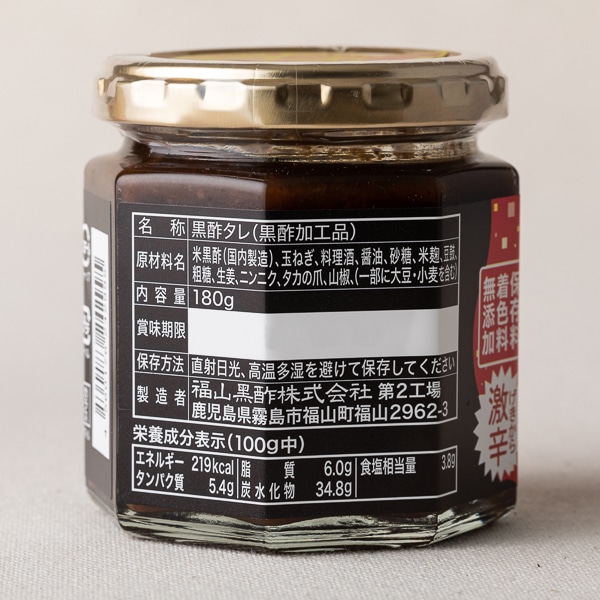 名称 黒酢タレ(黒酢加工品)
原材料名 米黒酢(国内製造)、玉ねぎ、料理酒、醤油、砂糖、米麹、豆鼓、
粗糖、生姜、ニンニク、タカの爪、山椒、(一部に大豆・小麦を含む)
内容量 180g
賞味期限
保存方法 直射日光、高温多湿を避けて保存してください
製造者 福山黒酢株式会社 第2工場
鹿児島県霧島市福山町福山2962-3
栄養成分表示(100g中)
エネルギー 219kcal 脂質 6.0g 食塩相当量 3.8g
タンパク質 5.4g 炭水化物 34.8g
保存料
着色料
無添加
激辛
げきから